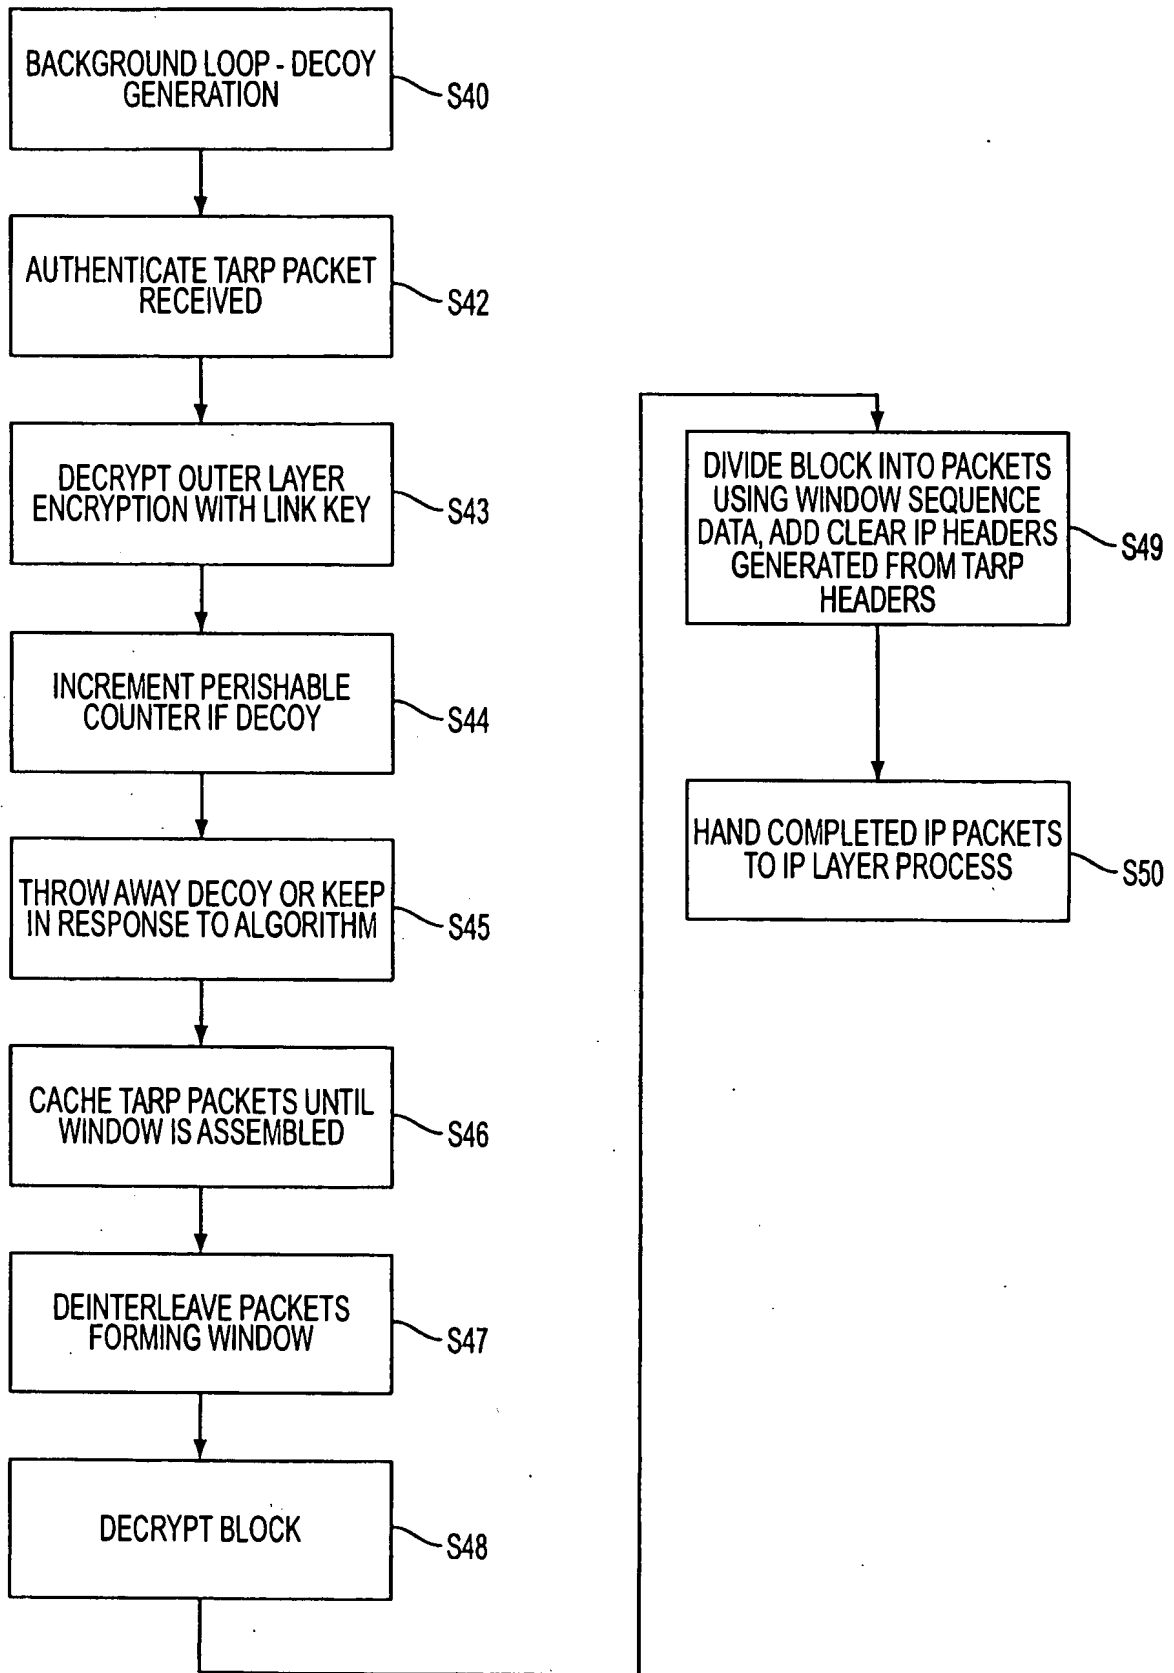 BACKGROUND LOOP - DECOY
GENERATION
S40
AUTHENTICATE TARP PACKET
RECEIVED
S42
DECRYPT OUTER LAYER
ENCRYPTION WITH LINK KEY
S43
INCREMENT PERISHABLE
COUNTER IF DECOY
S44
THROW AWAY DECOY OR KEEP
IN RESPONSE TO ALGORITHM
S45
CACHE TARP PACKETS UNTIL
WINDOW IS ASSEMBLED
S46
DEINTERLEAVE PACKETS
FORMING WINDOW
S47
DECRYPT BLOCK
S48
DIVIDE BLOCK INTO PACKETS
USING WINDOW SEQUENCE
DATA, ADD CLEAR IP HEADERS
GENERATED FROM TARP
HEADERS
S49
HAND COMPLETED IP PACKETS
TO IP LAYER PROCESS
S50